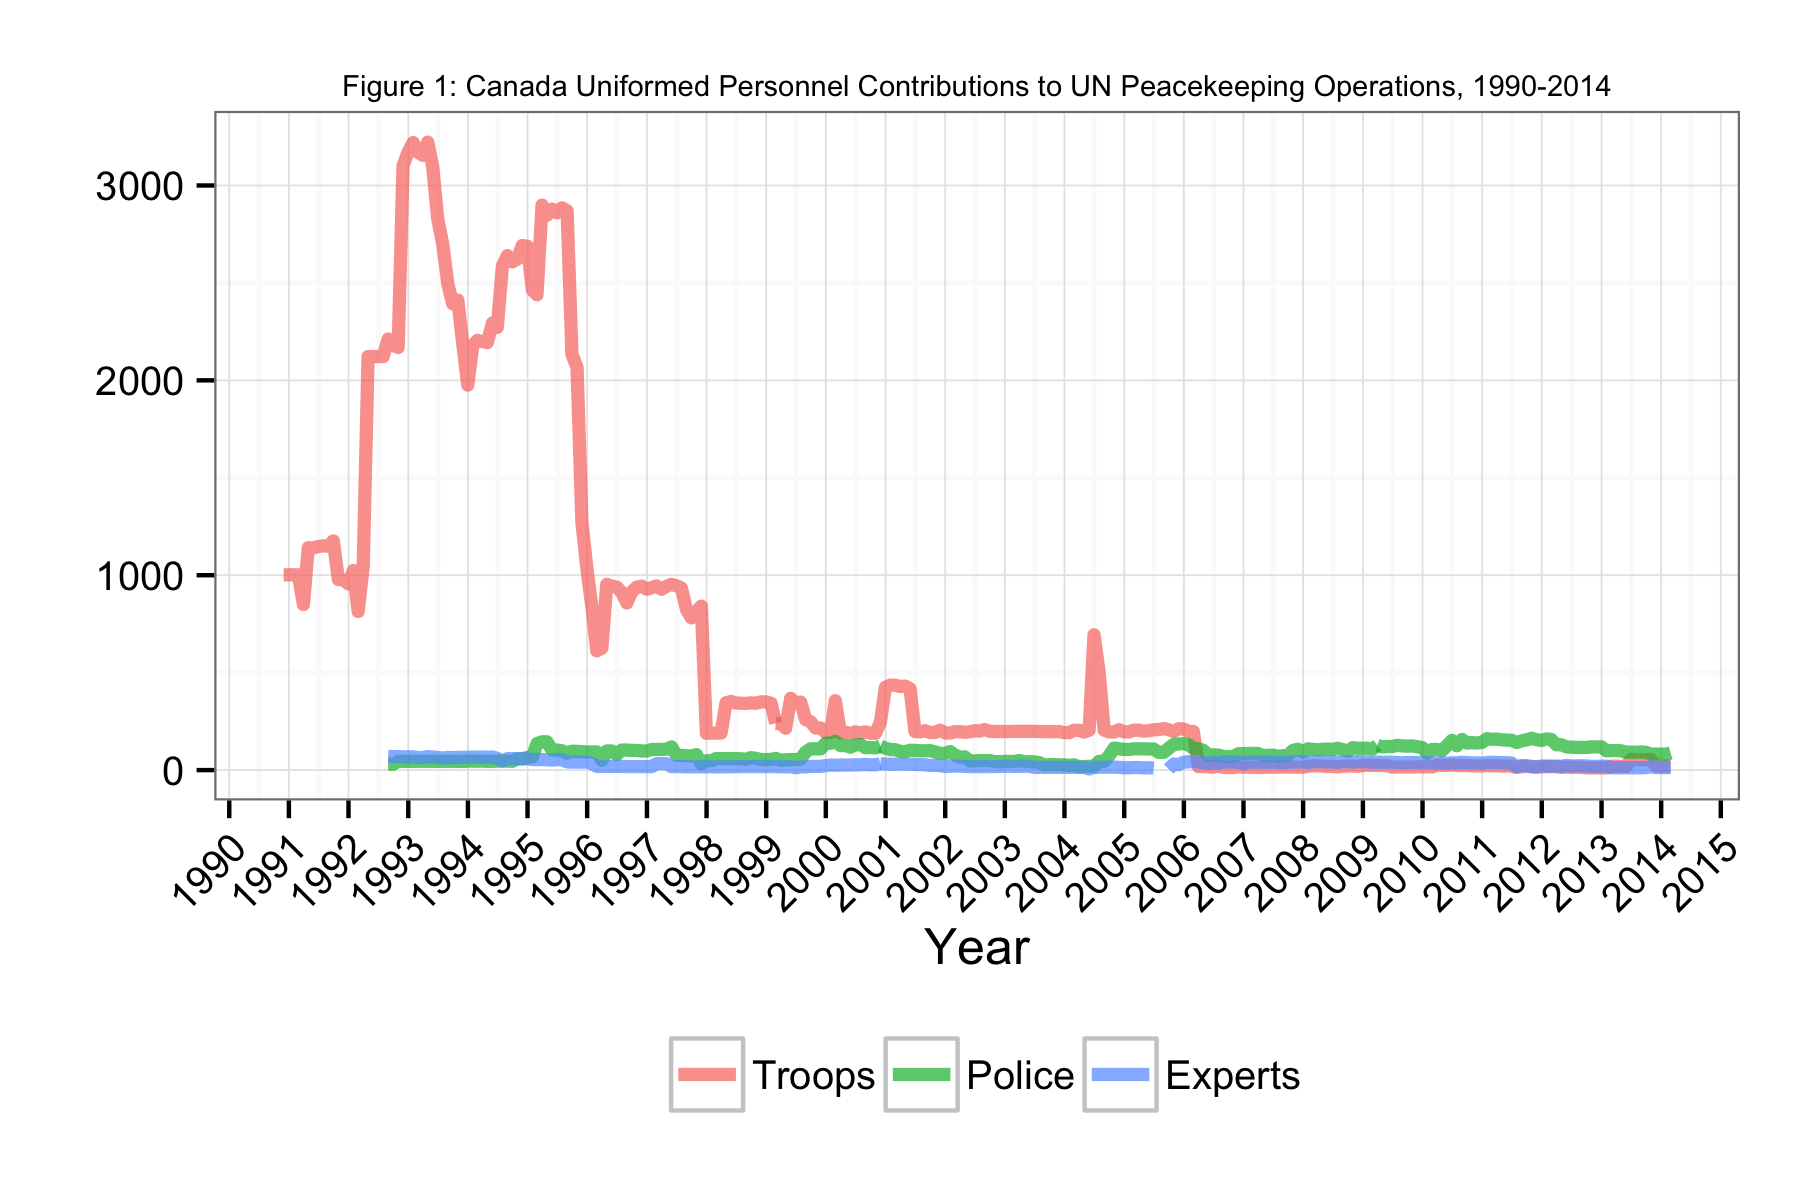 Figure 1: Canada Uniformed Personnel Contributions to UN Peacekeeping Operations, 1990-2014
3000
2000
1000
0
1990 1991 1992 1993 1994 1995 1996 1997 1998 1999 2000 2001 2002 2003 2004 2005 2006 2007 2008 2009 2010 2011 2012 2013 2014 2015
Year
Troops Police Experts